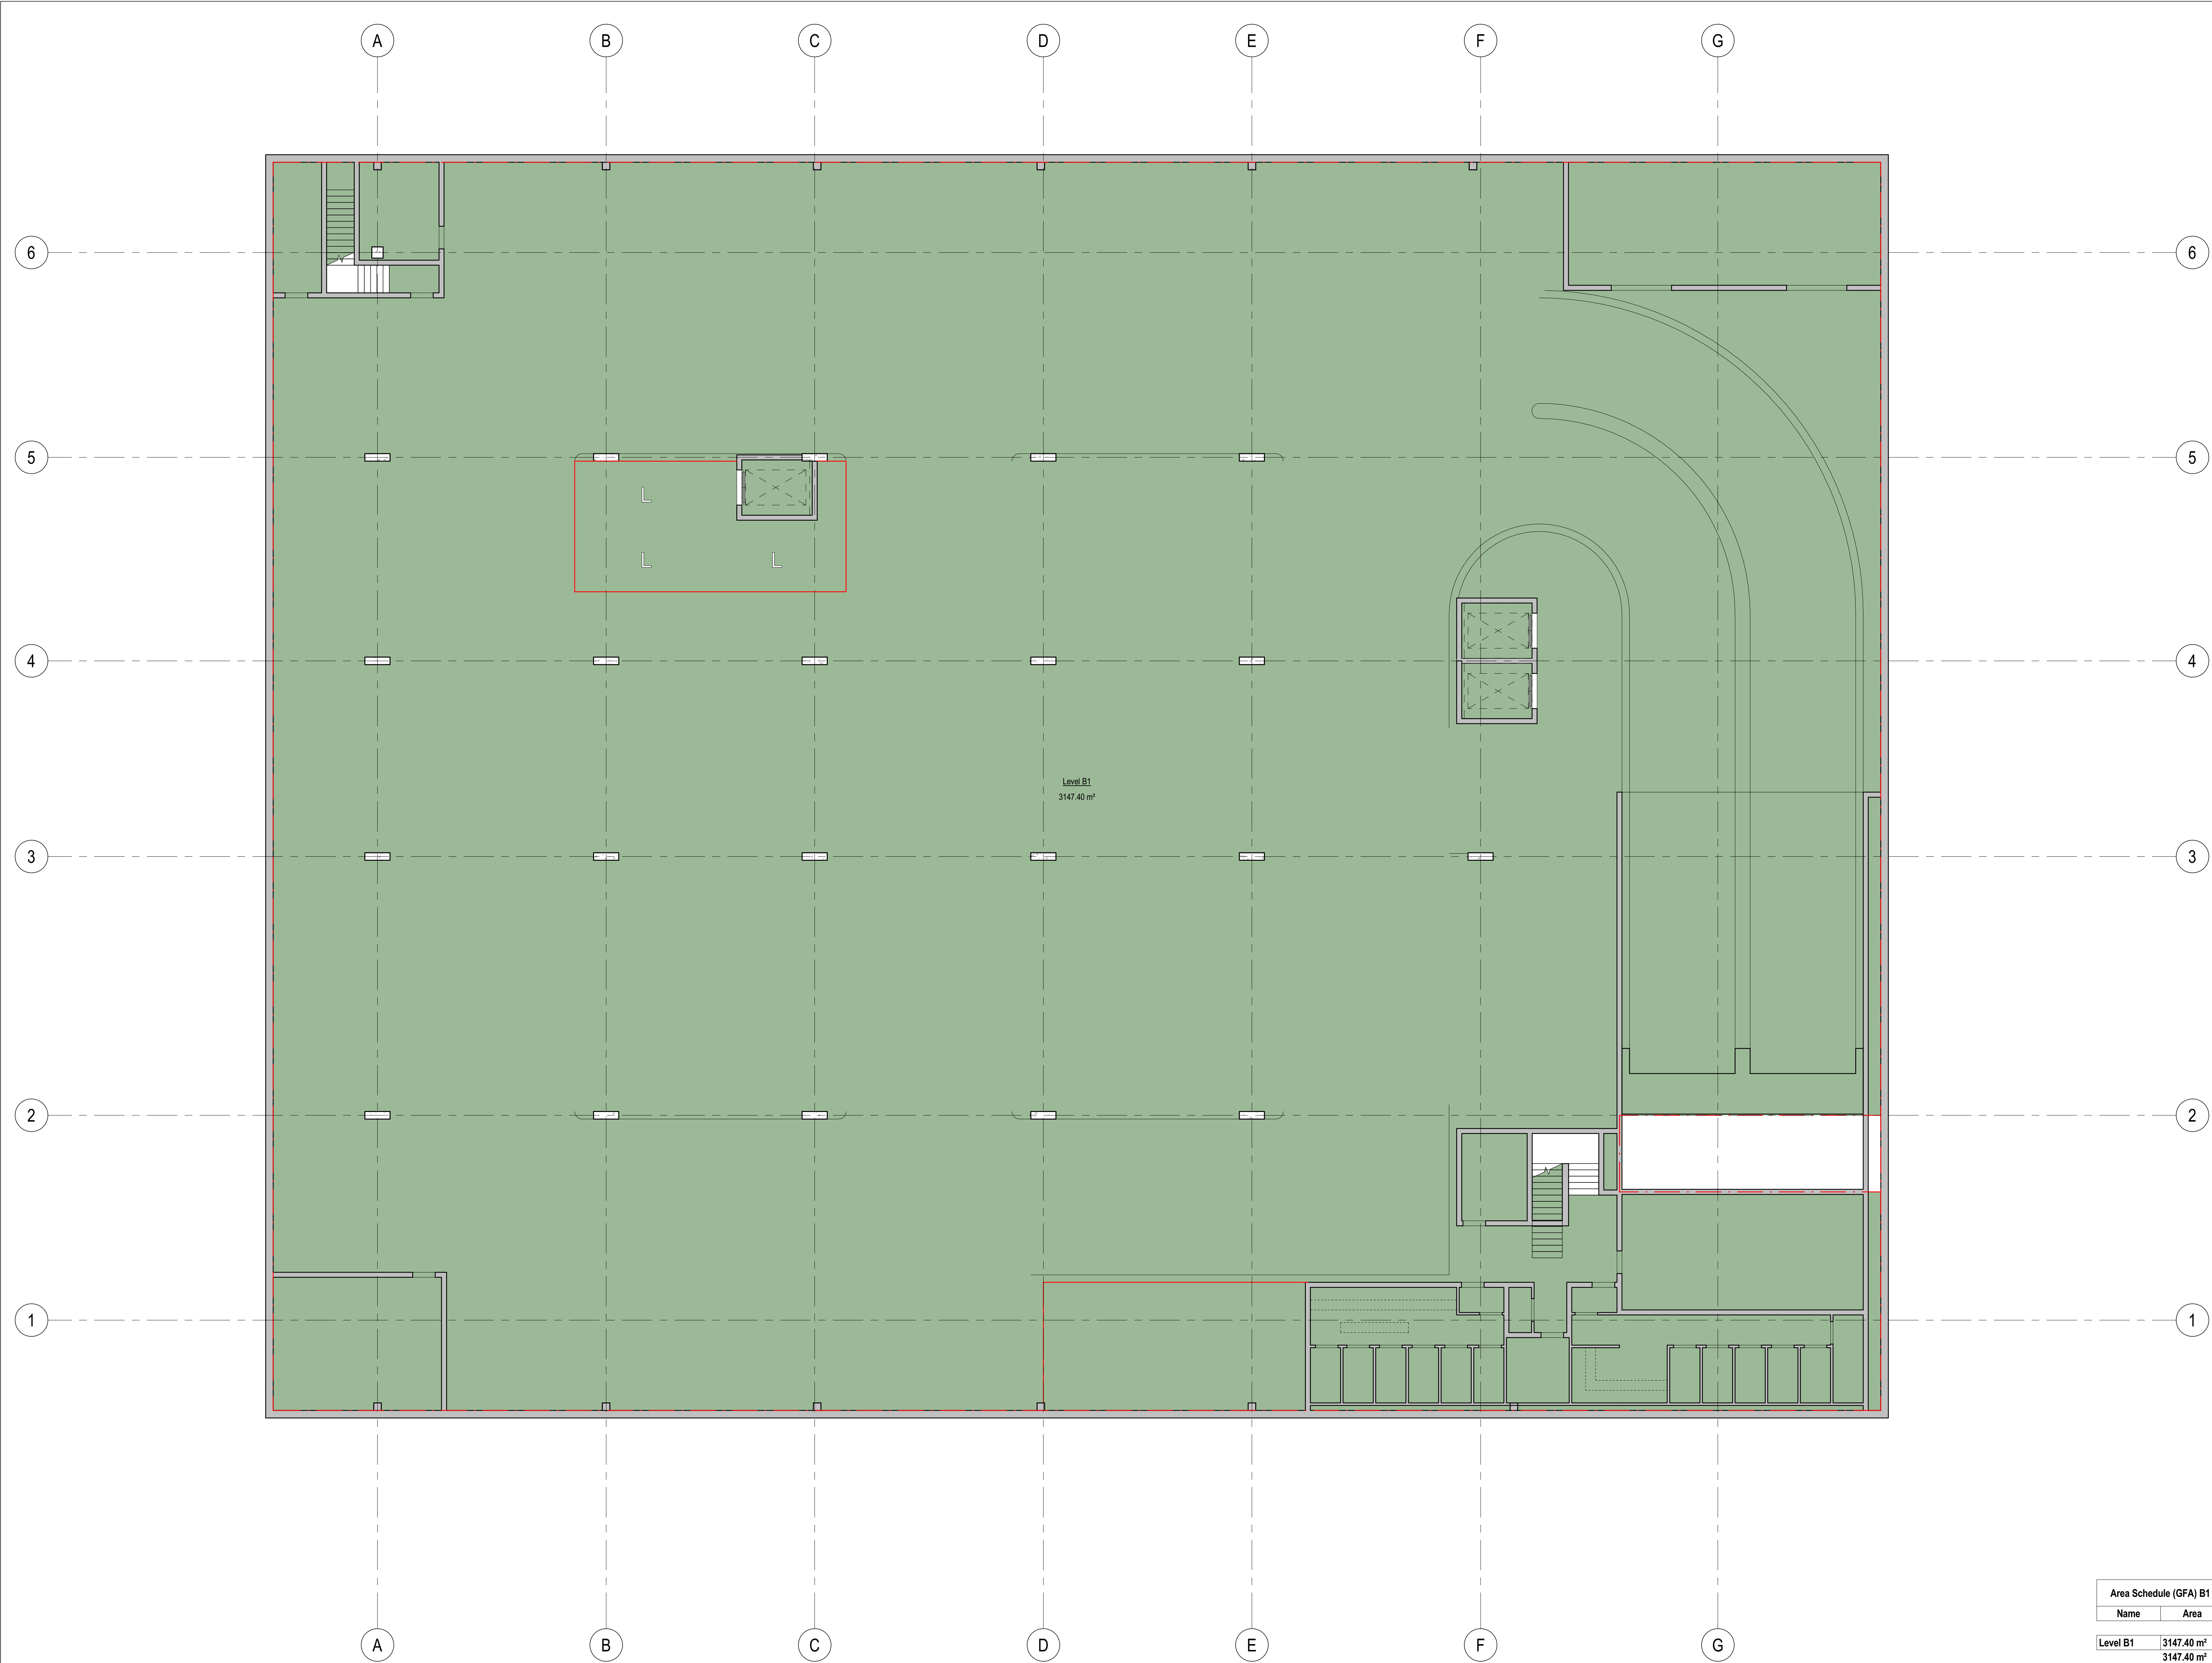 A B C D E F G
6 6
5 5
4 4
Level B1
3147.40 m²
3 3
2 2
1 1
A B C D E F G
Area Schedule (GFA) B1
Name Area
Level B1 3147.40 m²
3147.40 m²